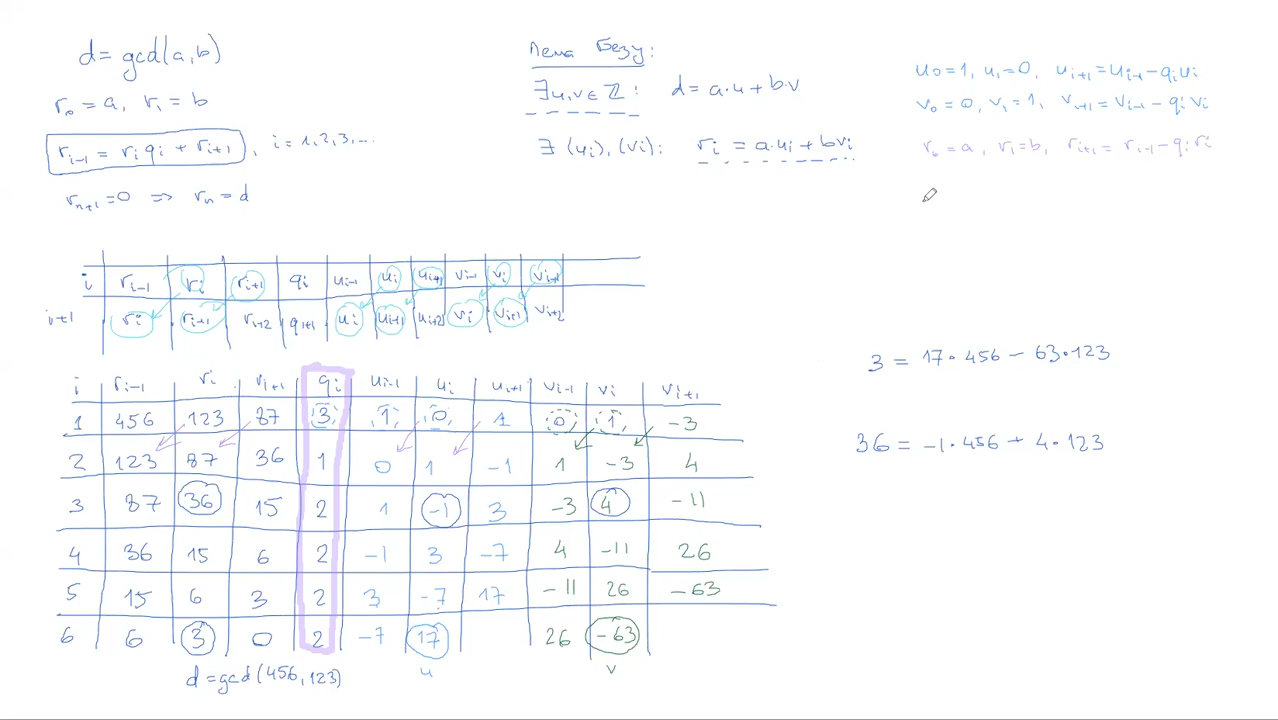 d = gcd(a, b)
r₀ = a, r₁ = b
rᵢ₋₁ = rᵢ qᵢ + rᵢ₊₁ , i = 1, 2, 3, ...
rₙ₊₁ = 0 ⇒ rₙ = d
Лема Безу:
∃ u, v ∈ ℤ: d = a·u + b·v
∃ (uᵢ), (vᵢ): rᵢ = a·uᵢ + bvᵢ
u₀ = 1, u₁ = 0, uᵢ₊₁ = uᵢ₋₁ − qᵢ uᵢ
v₀ = 0, v₁ = 1, vᵢ₊₁ = vᵢ₋₁ − qᵢ vᵢ
r₀ = a, r₁ = b, rᵢ₊₁ = rᵢ₋₁ − qᵢ rᵢ
i rᵢ₋₁ rᵢ rᵢ₊₁ qᵢ uᵢ₋₁ uᵢ uᵢ₊₁ vᵢ₋₁ vᵢ vᵢ₊₁
i+1 rᵢ rᵢ₊₁ rᵢ₊₂ qᵢ₊₁ uᵢ uᵢ₊₁ uᵢ₊₂ vᵢ vᵢ₊₁ vᵢ₊₂
i rᵢ₋₁ rᵢ rᵢ₊₁ qᵢ uᵢ₋₁ uᵢ uᵢ₊₁ vᵢ₋₁ vᵢ vᵢ₊₁
1 456 123 87 3 1 0 1 0 1 −3
2 123 87 36 1 0 1 −1 1 −3 4
3 87 36 15 2 1 −1 3 −3 4 −11
4 36 15 6 2 −1 3 −7 4 −11 26
5 15 6 3 2 3 −7 17 −11 26 −63
6 6 3 0 2 −7 17 26 −63
d = gcd(456, 123) u v
3 = 17·456 − 63·123
36 = −1·456 + 4·123